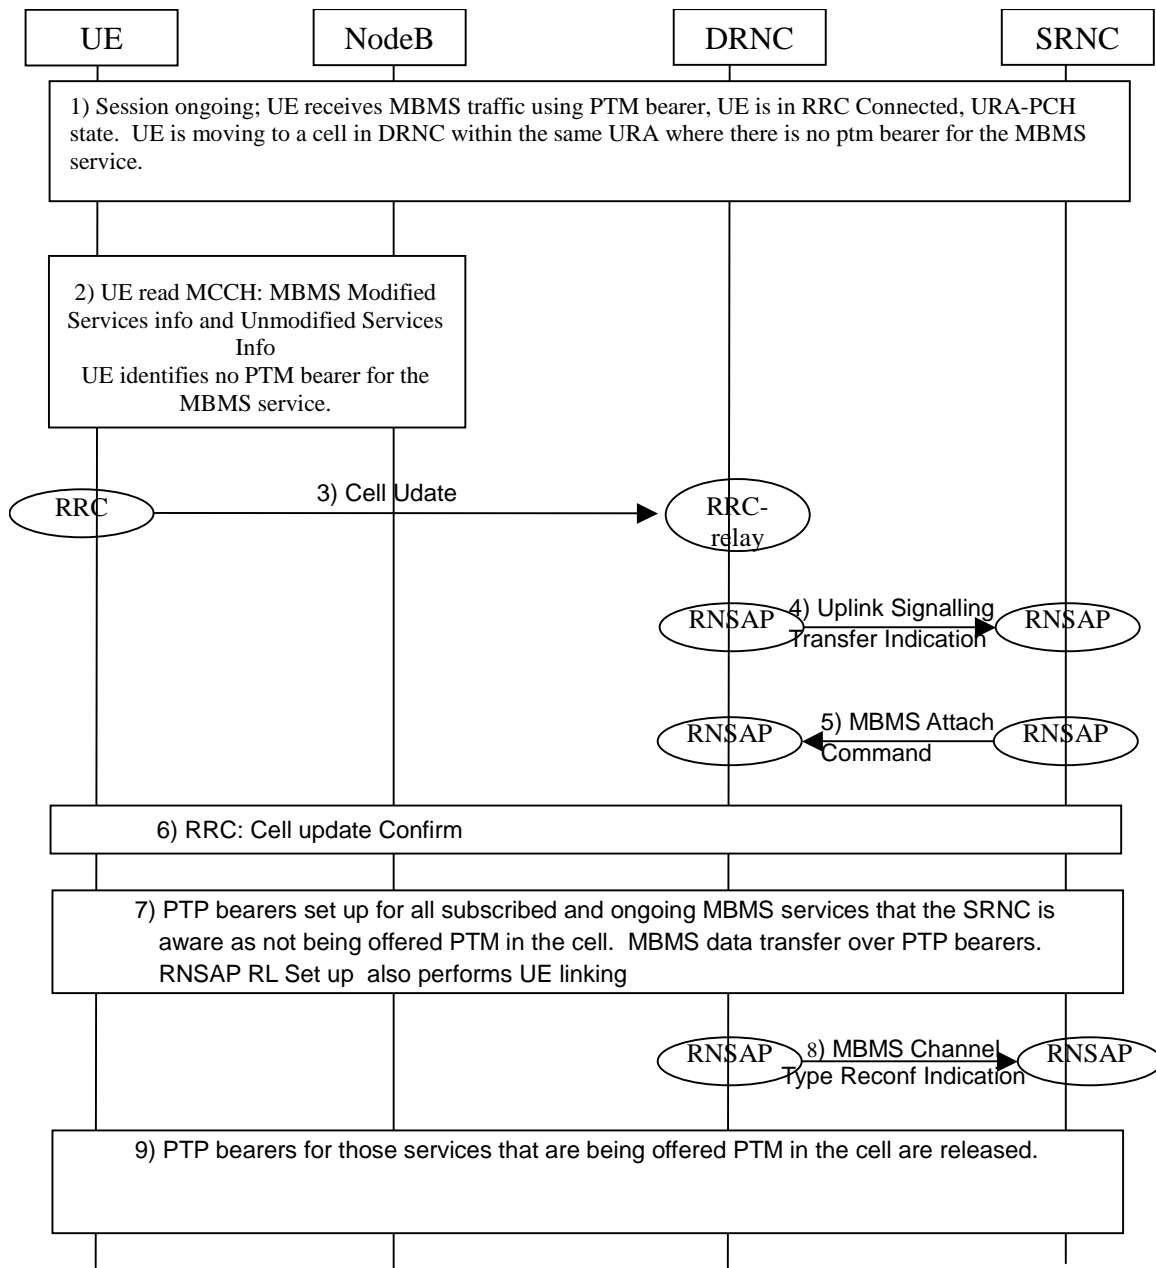 UE
NodeB
DRNC
SRNC
1) Session ongoing; UE receives MBMS traffic using PTM bearer, UE is in RRC Connected, URA-PCH
state.  UE is moving to a cell in DRNC within the same URA where there is no ptm bearer for the MBMS
service.
2) UE read MCCH: MBMS Modified
Services info and Unmodified Services
Info
UE identifies no PTM bearer for the
MBMS service.
RRC
3) Cell Udate
RRC-
relay
RNSAP
4) Uplink Signalling
Transfer Indication
RNSAP
RNSAP
5) MBMS Attach
Command
RNSAP
6) RRC: Cell update Confirm
7) PTP bearers set up for all subscribed and ongoing MBMS services that the SRNC is
aware as not being offered PTM in the cell.  MBMS data transfer over PTP bearers.
RNSAP RL Set up  also performs UE linking
RNSAP
8) MBMS Channel
Type Reconf Indication
RNSAP
9) PTP bearers for those services that are being offered PTM in the cell are released.